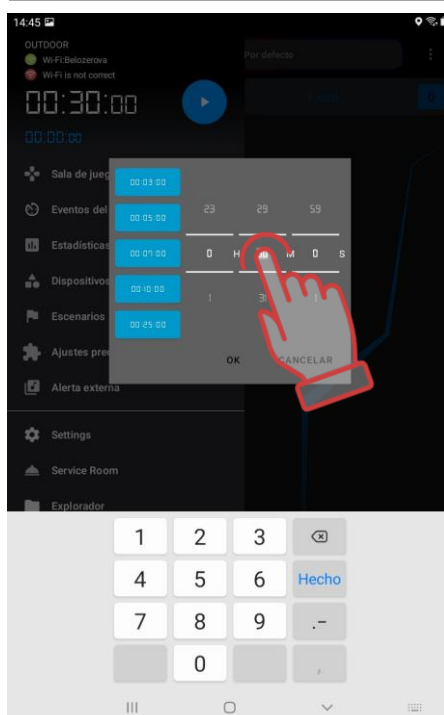 14:45
OUTDOOR
Wi-Fi:Belozerova
Wi-Fi is not correct
00:30:00
00:00:00
Por defecto
Sala de jueg
Eventos del
Estadísticas
Dispositivos
Escenarios
Ajustes pre
Alerta externa
Settings
Service Room
Explorador
00:03:00
00:05:00
00:07:00
00:10:00
00:25:00
23 29 59
0 H M 0 S
1 1
OK CANCELAR
1 2 3
4 5 6 Hecho
7 8 9 .-
0 ,